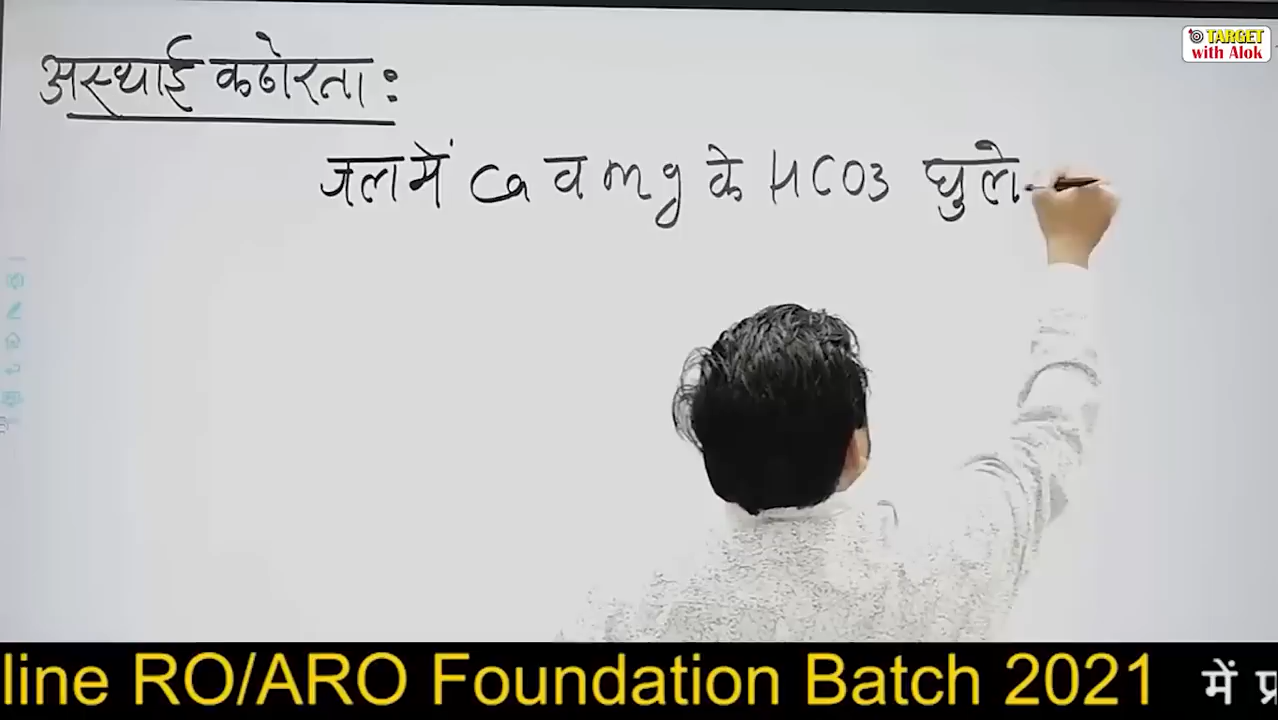 TARGET
with Alok
अस्थाई कठोरता :
जल में Ca व mg के HCO3 घुले
line RO/ARO Foundation Batch 2021 में